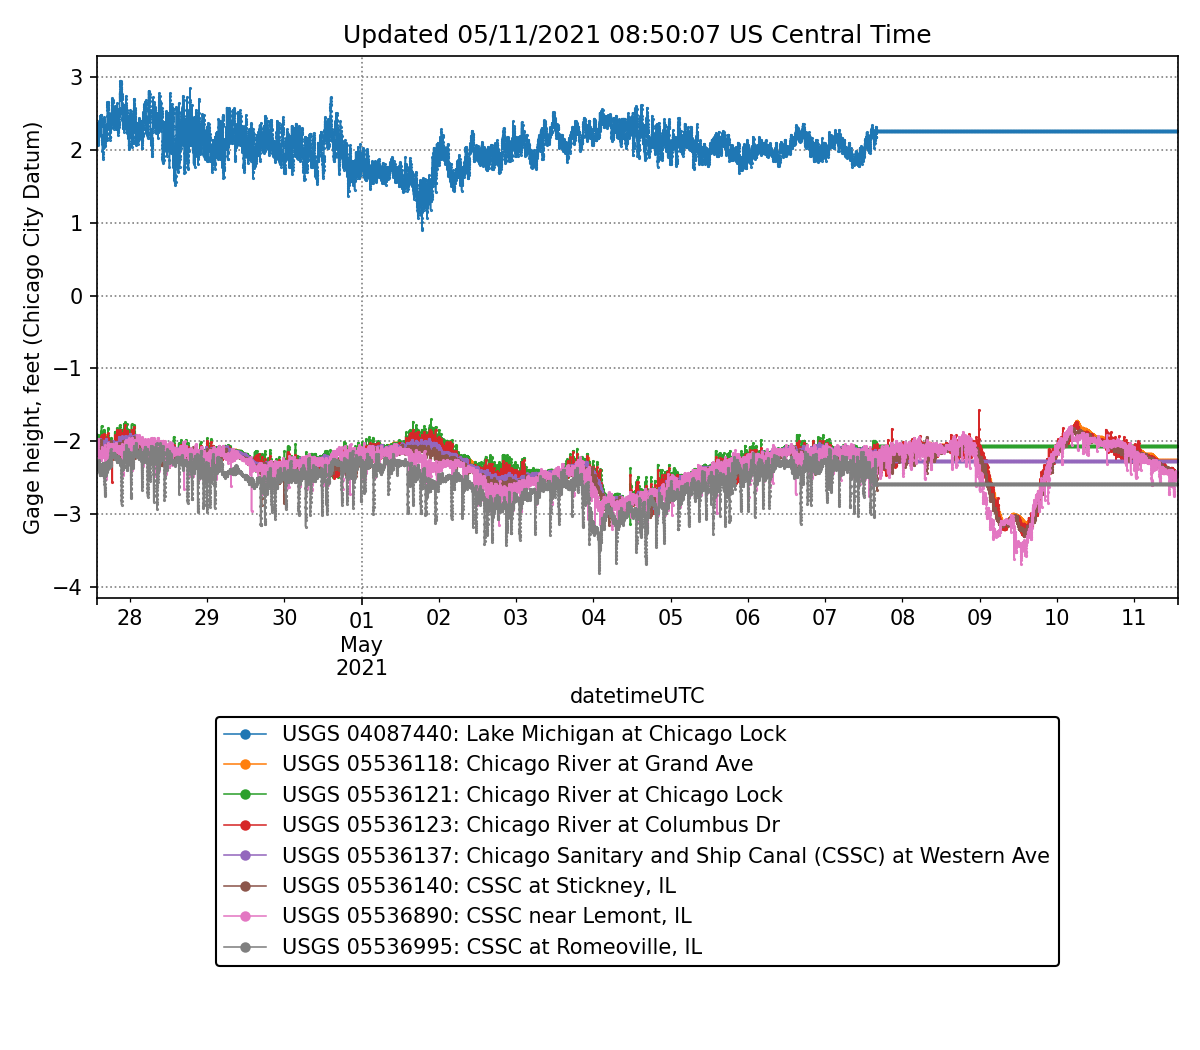 Updated 05/11/2021 08:50:07 US Central Time
Gage height, feet (Chicago City Datum)
3
2
1
0
−1
−2
−3
−4
28 29 30 01 02 03 04 05 06 07 08 09 10 11
May
2021
datetimeUTC
USGS 04087440: Lake Michigan at Chicago Lock
USGS 05536118: Chicago River at Grand Ave
USGS 05536121: Chicago River at Chicago Lock
USGS 05536123: Chicago River at Columbus Dr
USGS 05536137: Chicago Sanitary and Ship Canal (CSSC) at Western Ave
USGS 05536140: CSSC at Stickney, IL
USGS 05536890: CSSC near Lemont, IL
USGS 05536995: CSSC at Romeoville, IL